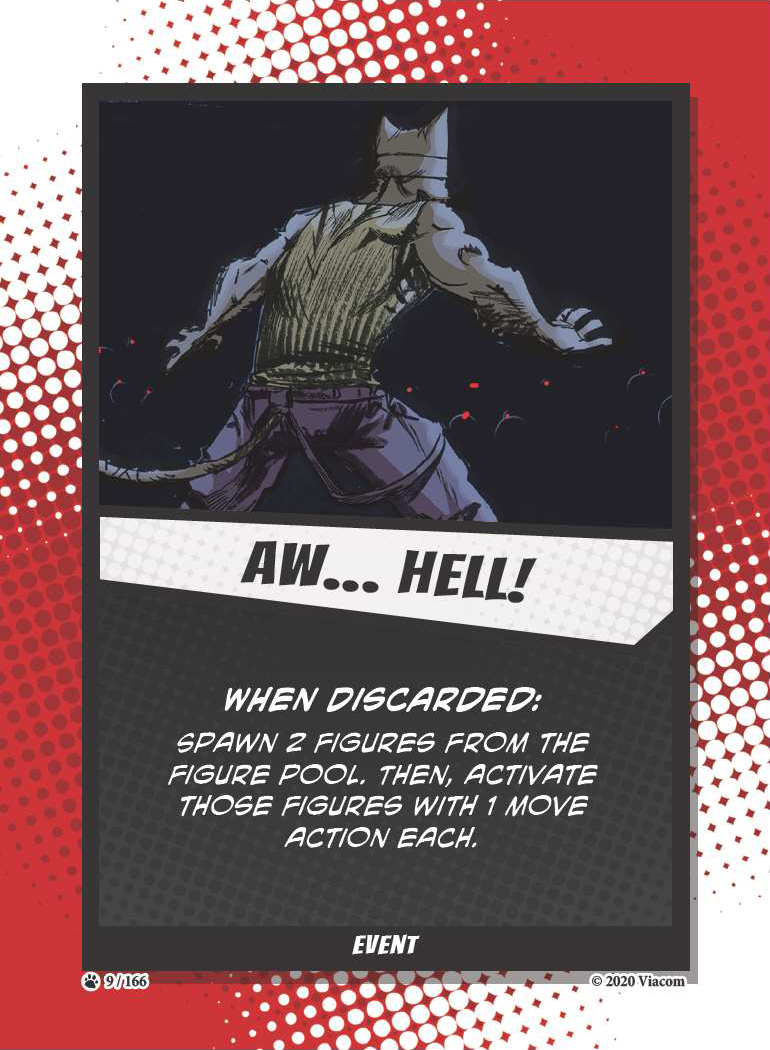 AW... HELL!
WHEN DISCARDED:
SPAWN 2 FIGURES FROM THE
FIGURE POOL. THEN, ACTIVATE
THOSE FIGURES WITH 1 MOVE
ACTION EACH.
EVENT
9/166
© 2020 Viacom